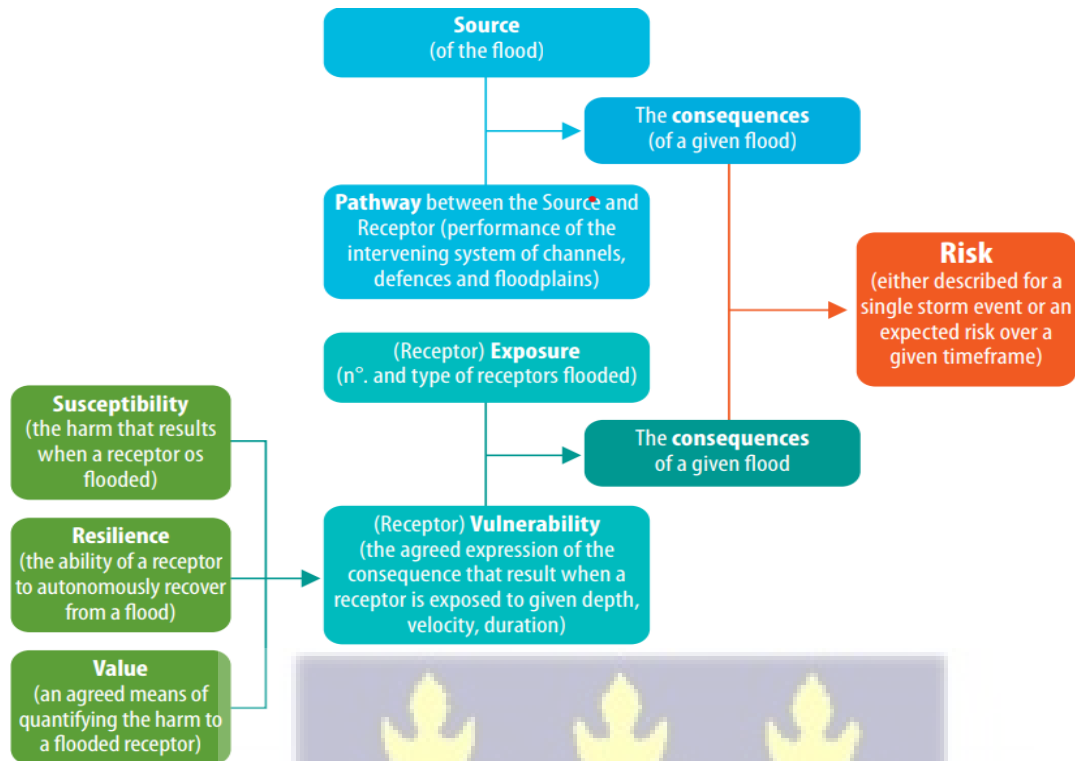 Source
(of the flood)
The consequences
(of a given flood)
Pathway between the Source and
Receptor (performance of the
intervening system of channels,
defences and floodplains)
Risk
(either described for a
single storm event or an
expected risk over a
given timeframe)
(Receptor) Exposure
(n°. and type of receptors flooded)
The consequences
of a given flood
Susceptibility
(the harm that results
when a receptor os
flooded)
Resilience
(the ability of a receptor
to autonomously recover
from a flood)
Value
(an agreed means of
quantifying the harm to
a flooded receptor)
(Receptor) Vulnerability
(the agreed expression of the
consequence that result when a
receptor is exposed to given depth,
velocity, duration)